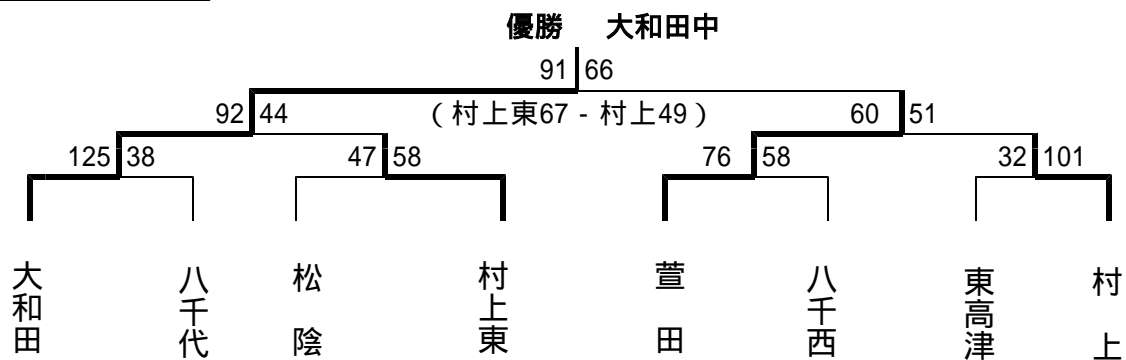 優勝 大和田中
91 66
92 44 (村上東67 - 村上49) 60 51
125 38 47 58 76 58 32 101
大和田
八千代
松陰
村上東
萱田
八千西
東高津
村上